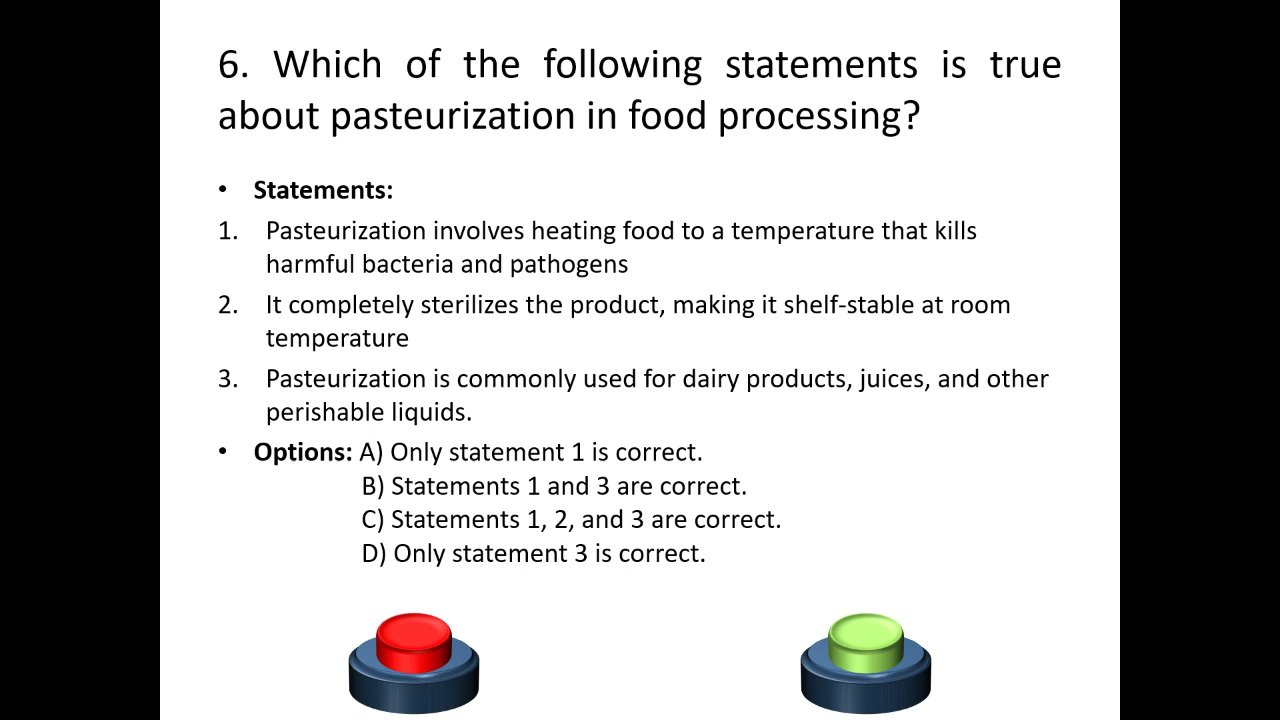 6. Which of the following statements is true
about pasteurization in food processing?
• Statements:
1. Pasteurization involves heating food to a temperature that kills
harmful bacteria and pathogens
2. It completely sterilizes the product, making it shelf-stable at room
temperature
3. Pasteurization is commonly used for dairy products, juices, and other
perishable liquids.
• Options: A) Only statement 1 is correct.
B) Statements 1 and 3 are correct.
C) Statements 1, 2, and 3 are correct.
D) Only statement 3 is correct.